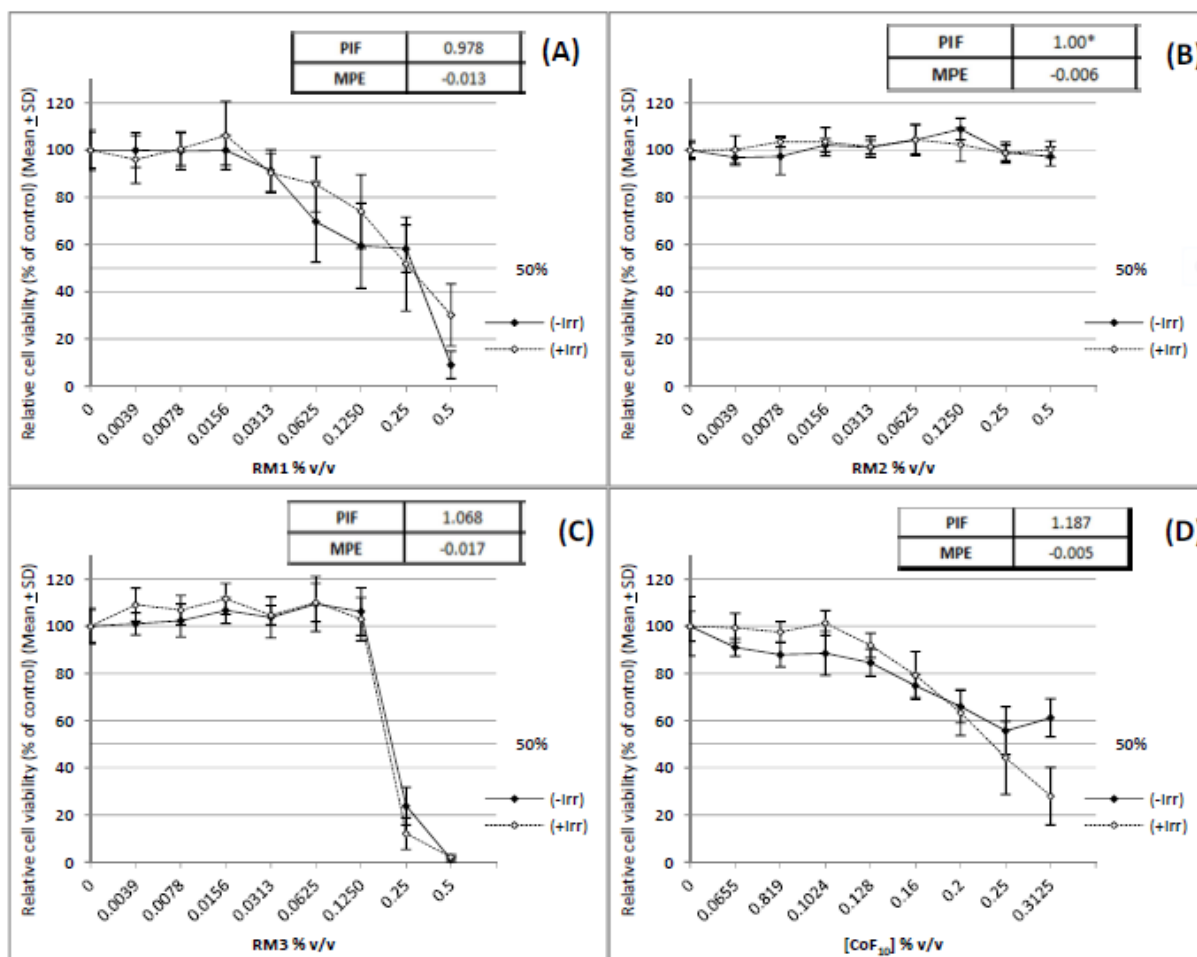 PIF 0.978
MPE -0.013
(A)
Relative cell viability (% of control) (Mean ± SD)
120
100
80
60
40
20
0
50%
(-Irr)
(+Irr)
0 0.0039 0.0078 0.0156 0.0313 0.0625 0.1250 0.25 0.5
RM1 % v/v
PIF 1.00*
MPE -0.006
(B)
Relative cell viability (% of control) (Mean ± SD)
120
100
80
60
40
20
0
50%
(-Irr)
(+Irr)
0 0.0039 0.0078 0.0156 0.0313 0.0625 0.1250 0.25 0.5
RM2 % v/v
PIF 1.068
MPE -0.017
(C)
Relative cell viability (% of control) (Mean ± SD)
120
100
80
60
40
20
0
50%
(-Irr)
(+Irr)
0 0.0039 0.0078 0.0156 0.0313 0.0625 0.1250 0.25 0.5
RM3 % v/v
PIF 1.187
MPE -0.005
(D)
Relative cell viability (% of control) (Mean ± SD)
120
100
80
60
40
20
0
50%
(-Irr)
(+Irr)
0 0.0655 0.819 0.1024 0.128 0.16 0.2 0.25 0.3125
[CoF₁₀] % v/v